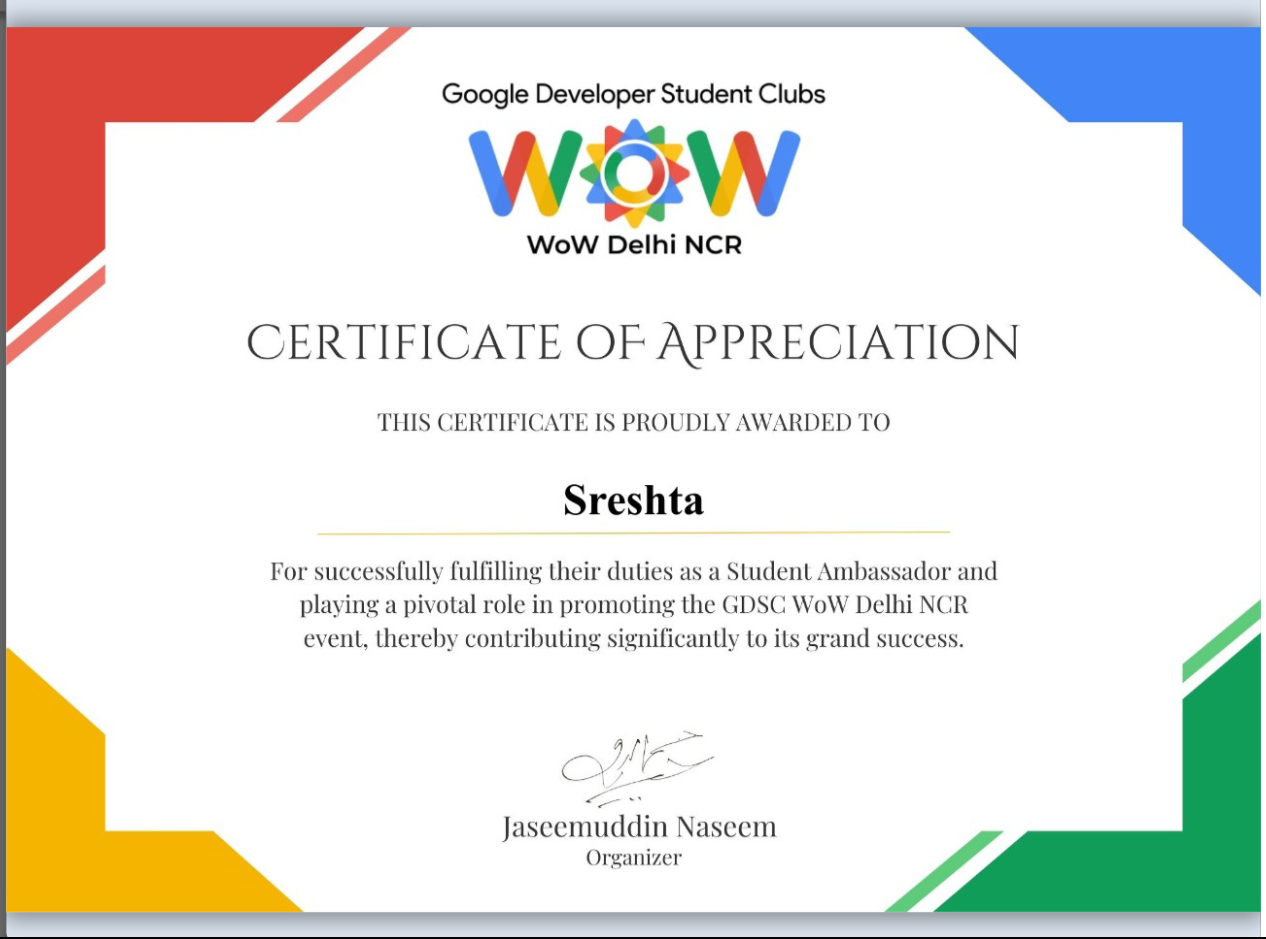 Google Developer Student Clubs
WOW
WoW Delhi NCR
CERTIFICATE OF APPRECIATION
THIS CERTIFICATE IS PROUDLY AWARDED TO
Sreshta
For successfully fulfilling their duties as a Student Ambassador and
playing a pivotal role in promoting the GDSC WoW Delhi NCR
event, thereby contributing significantly to its grand success.
Jaseemuddin Naseem
Organizer